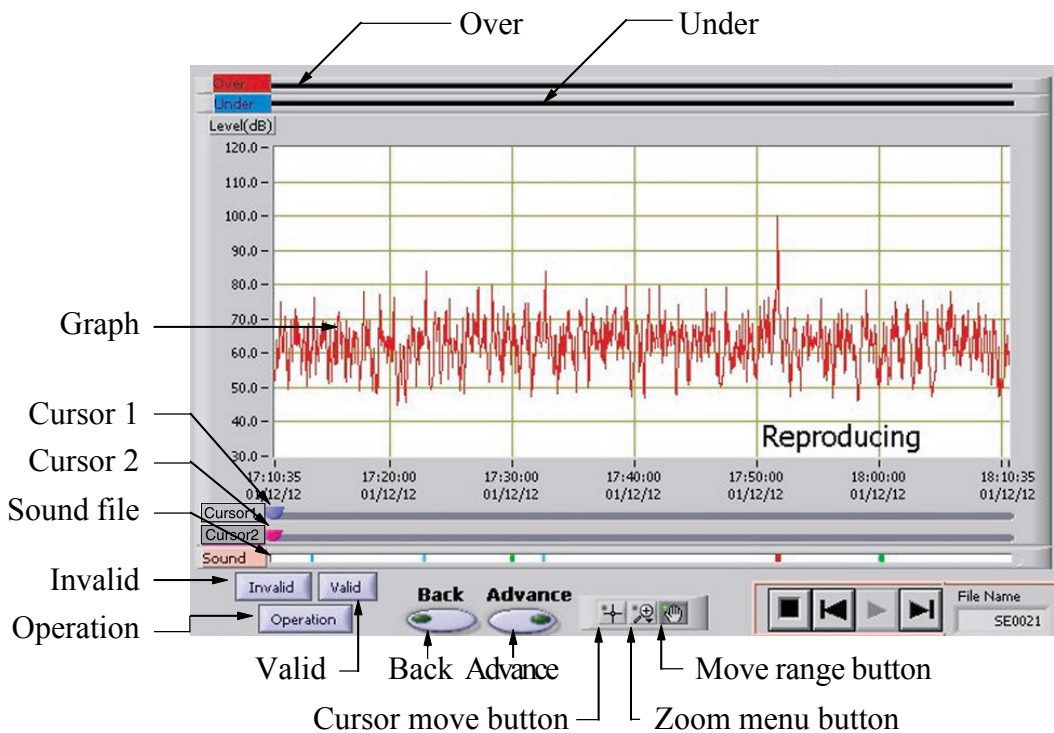 Over
Under
Over
Under
Level(dB)
120.0
110.0
100.0
90.0
80.0
70.0
60.0
50.0
40.0
30.0
Graph
Cursor 1
Cursor 2
Sound file
Invalid
Operation
Reproducing
17:10:35 17:20:00 17:30:00 17:40:00 17:50:00 18:00:00 18:10:35
01/12/12 01/12/12 01/12/12 01/12/12 01/12/12 01/12/12 01/12/12
Cursor1
Cursor2
Sound
Invalid Valid
Operation
Back Advance
File Name
SE0021
Valid Back Advance Move range button
Cursor move button Zoom menu button